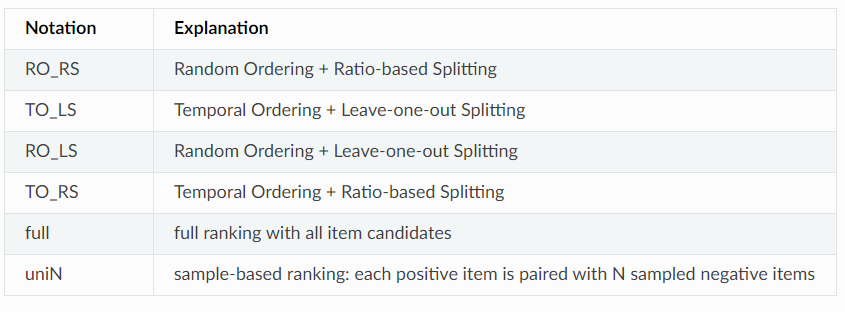 Notation Explanation
RO_RS Random Ordering + Ratio-based Splitting
TO_LS Temporal Ordering + Leave-one-out Splitting
RO_LS Random Ordering + Leave-one-out Splitting
TO_RS Temporal Ordering + Ratio-based Splitting
full full ranking with all item candidates
uniN sample-based ranking: each positive item is paired with N sampled negative items